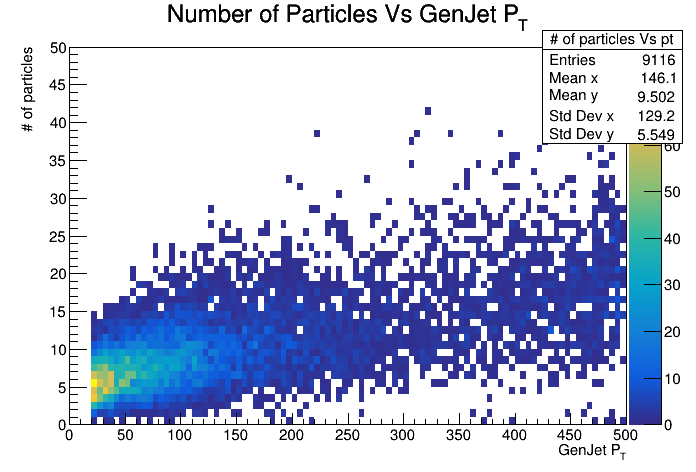 Number of Particles Vs GenJet P_T
# of particles Vs pt
Entries 9116
Mean x 146.1
Mean y 9.502
Std Dev x 129.2
Std Dev y 5.549
# of particles
50
45
40
35
30
25
20
15
10
5
0
0 50 100 150 200 250 300 350 400 450 500
GenJet P_T
60
50
40
30
20
10
0